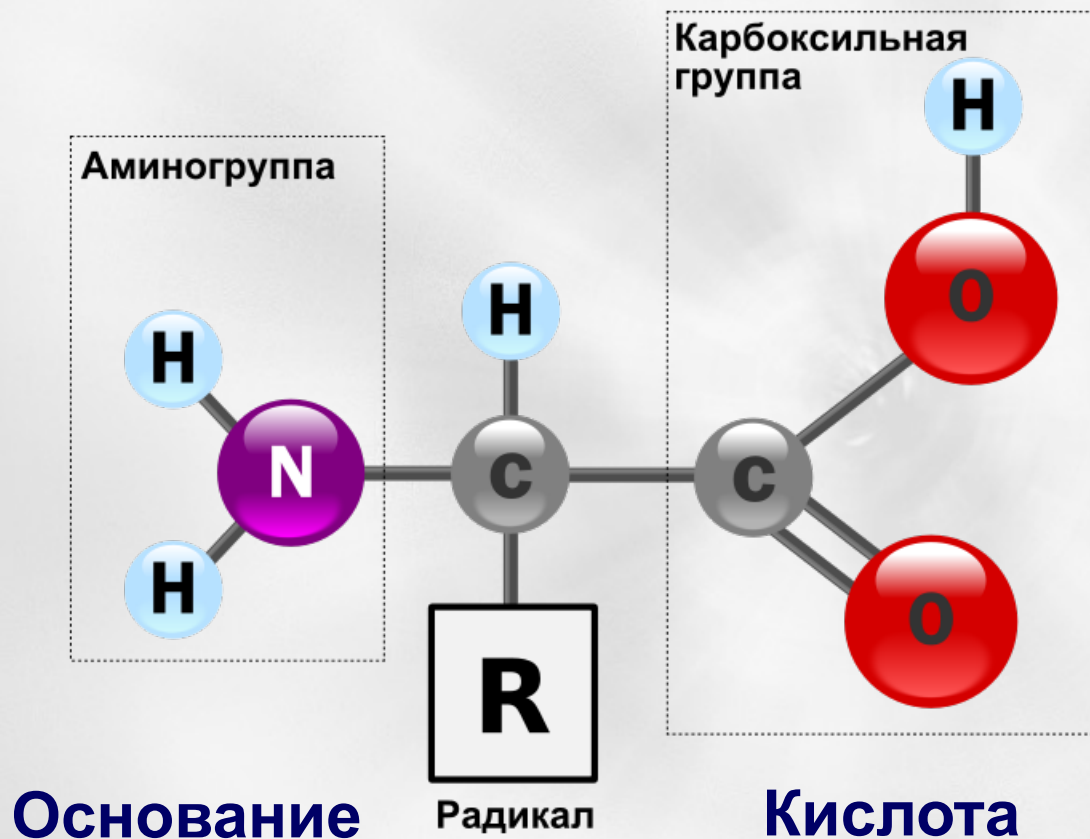 Карбоксильная
группа
H
Аминогруппа
O
H
H
N
C
C
H
O
R
Основание
Радикал
Кислота